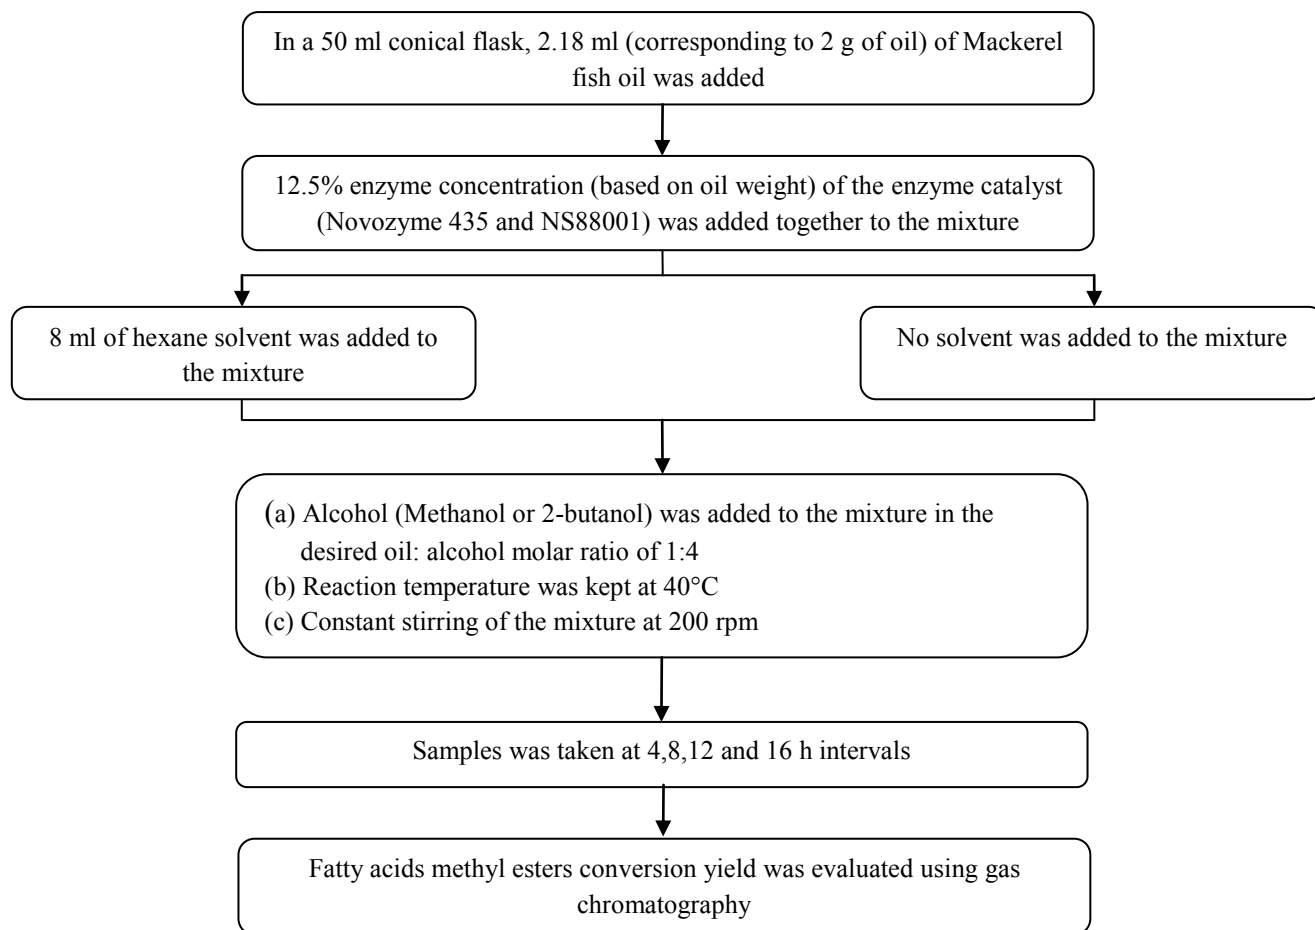 In a 50 ml conical flask, 2.18 ml (corresponding to 2 g of oil) of Mackerel
fish oil was added
12.5% enzyme concentration (based on oil weight) of the enzyme catalyst
(Novozyme 435 and NS88001) was added together to the mixture
8 ml of hexane solvent was added to
the mixture
No solvent was added to the mixture
(a) Alcohol (Methanol or 2-butanol) was added to the mixture in the
desired oil: alcohol molar ratio of 1:4
(b) Reaction temperature was kept at 40°C
(c) Constant stirring of the mixture at 200 rpm
Samples was taken at 4,8,12 and 16 h intervals
Fatty acids methyl esters conversion yield was evaluated using gas
chromatography